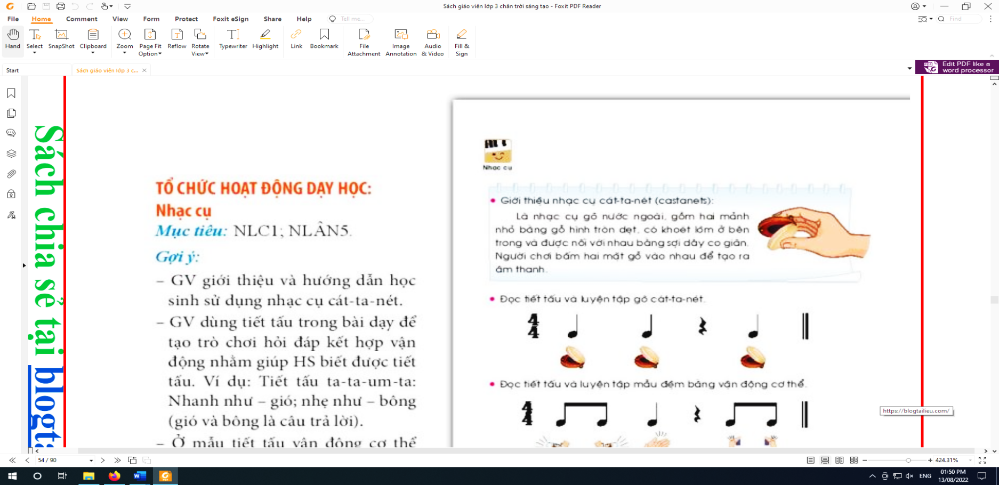 Sách giáo viên lớp 3 chân trời sáng tạo - Foxit PDF Reader
File Home Comment View Form Protect Foxit eSign Share Help Tell me... Find
Hand Select SnapShot Clipboard Zoom Page Fit Option Reflow Rotate View Typewriter Highlight Link Bookmark File Attachment Image Annotation Audio & Video Fill & Sign
Start
Sách giáo viên lớp 3 c...
Edit PDF like a
word processor
Sách chia sẻ tại blogta
TỔ CHỨC HOẠT ĐỘNG DẠY HỌC:
Nhạc cụ
Mục tiêu: NLC1; NLÂN5.
Gợi ý:
– GV giới thiệu và hướng dẫn học
sinh sử dụng nhạc cụ cát-ta-nét.
– GV dùng tiết tấu trong bài dạy để
tạo trò chơi hỏi đáp kết hợp vận
động nhằm giúp HS biết được tiết
tấu. Ví dụ: Tiết tấu ta-ta-um-ta:
Nhanh như – gió; nhẹ như – bông
(gió và bông là câu trả lời).
– Ở mẫu tiết tấu vận động cơ thể
Nhạc cụ
• Giới thiệu nhạc cụ cát-ta-nét (castanets):
Là nhạc cụ gõ nước ngoài, gồm hai mảnh
nhỏ bằng gỗ hình tròn dẹt, có khoét lõm ở bên
trong và được nối với nhau bằng sợi dây co giãn.
Người chơi bấm hai mặt gỗ vào nhau để tạo ra
âm thanh.
• Đọc tiết tấu và luyện tập gõ cát-ta-nét.
4
4
• Đọc tiết tấu và luyện tập mẫu đệm bằng vận động cơ thể.
4
4
https://blogtailieu.com/
54 / 90
424.31%
ENG
01:50 PM
13/08/2022